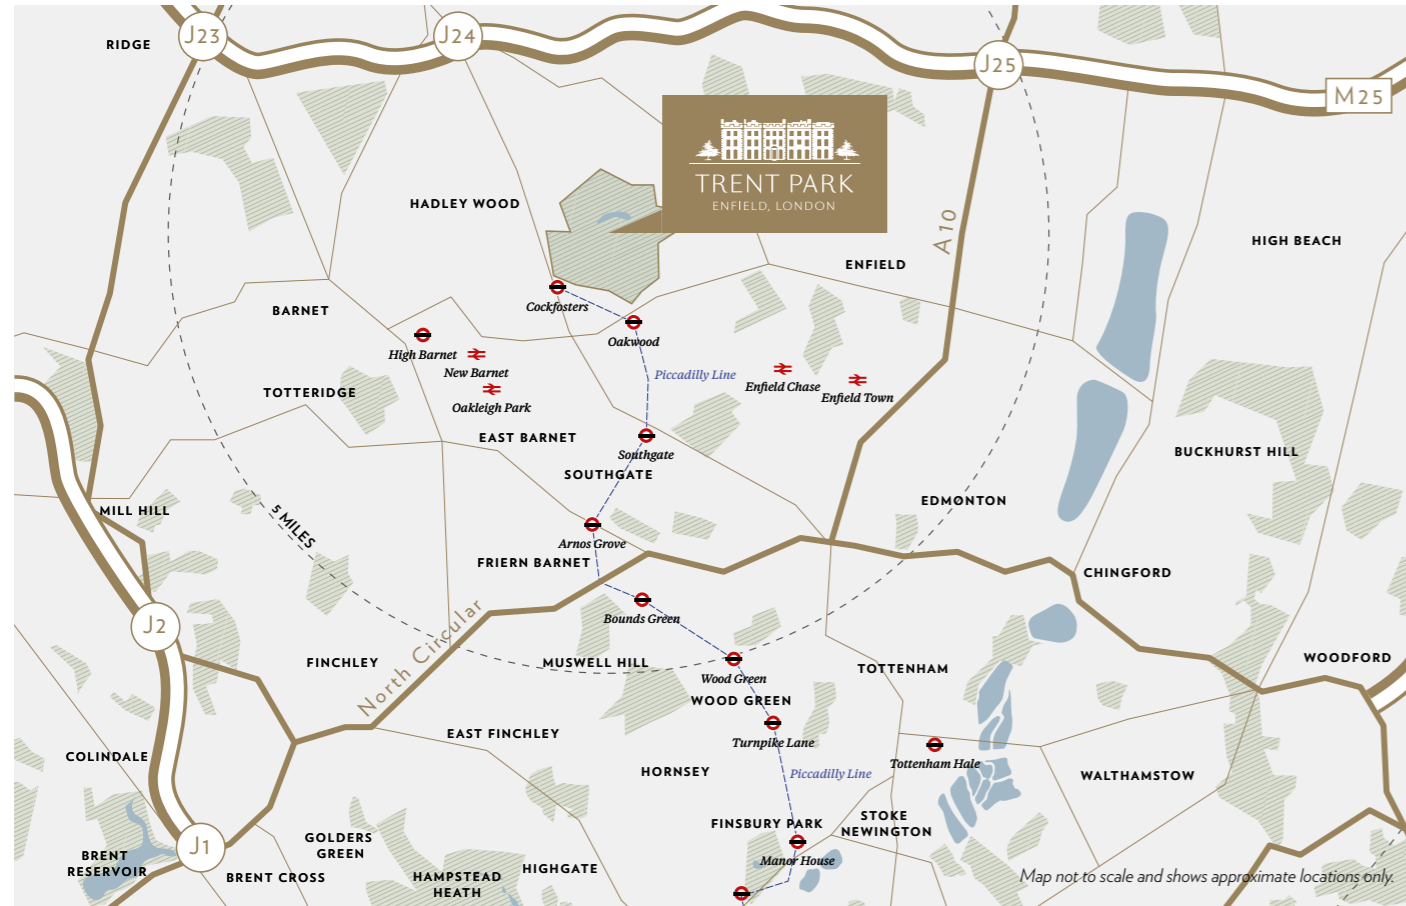 RIDGE
J23
J24
J25
M25
TRENT PARK
ENFIELD, LONDON
HADLEY WOOD
A10
HIGH BEACH
ENFIELD
Cockfosters
BARNET
Oakwood
High Barnet
New Barnet
Piccadilly Line
Enfield Chase
Enfield Town
TOTTERIDGE
Oakleigh Park
EAST BARNET
Southgate
SOUTHGATE
BUCKHURST HILL
EDMONTON
MILL HILL
5 MILES
Arnos Grove
FRIERN BARNET
CHINGFORD
Bounds Green
J2
North Circular
FINCHLEY
MUSWELL HILL
Wood Green
WOOD GREEN
TOTTENHAM
WOODFORD
EAST FINCHLEY
Turnpike Lane
COLINDALE
HORNSEY
Piccadilly Line
Tottenham Hale
WALTHAMSTOW
FINSBURY PARK
STOKE
NEWINGTON
J1
GOLDERS
GREEN
BRENT
RESERVOIR
BRENT CROSS
HAMPSTEAD
HEATH
HIGHGATE
Manor House
Map not to scale and shows approximate locations only.